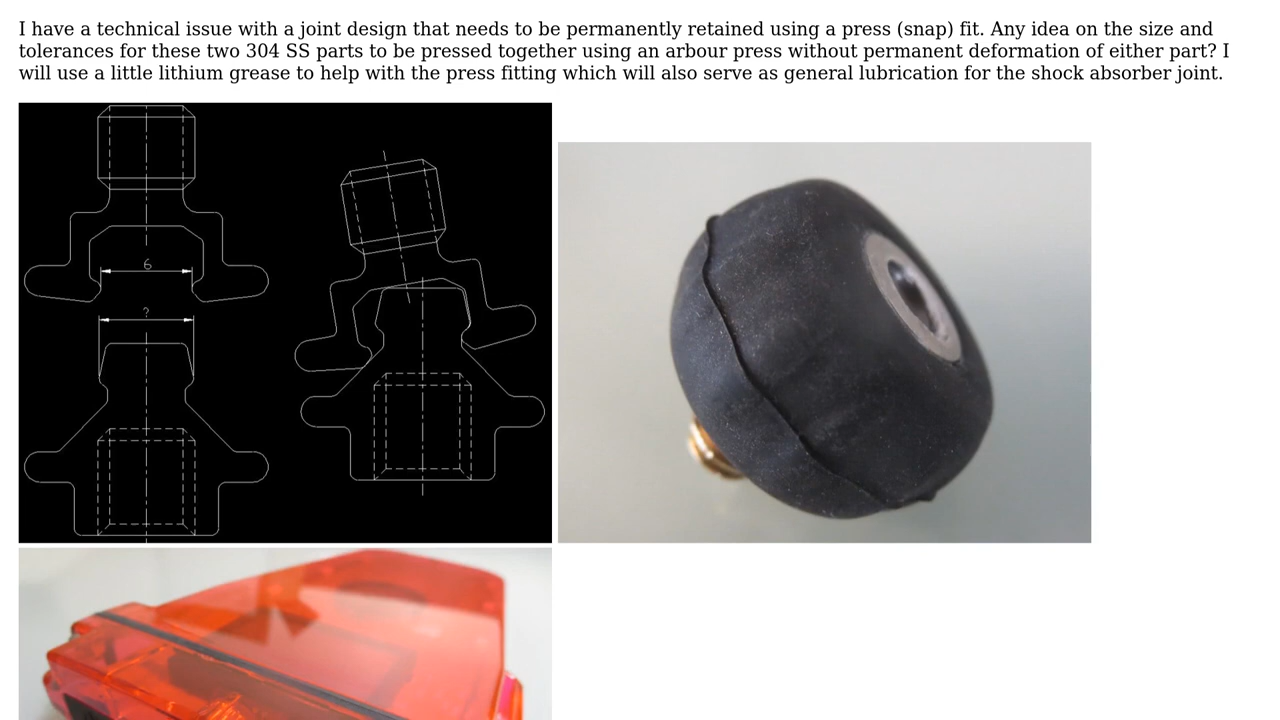 I have a technical issue with a joint design that needs to be permanently retained using a press (snap) fit. Any idea on the size and
tolerances for these two 304 SS parts to be pressed together using an arbour press without permanent deformation of either part? I
will use a little lithium grease to help with the press fitting which will also serve as general lubrication for the shock absorber joint.
6
?